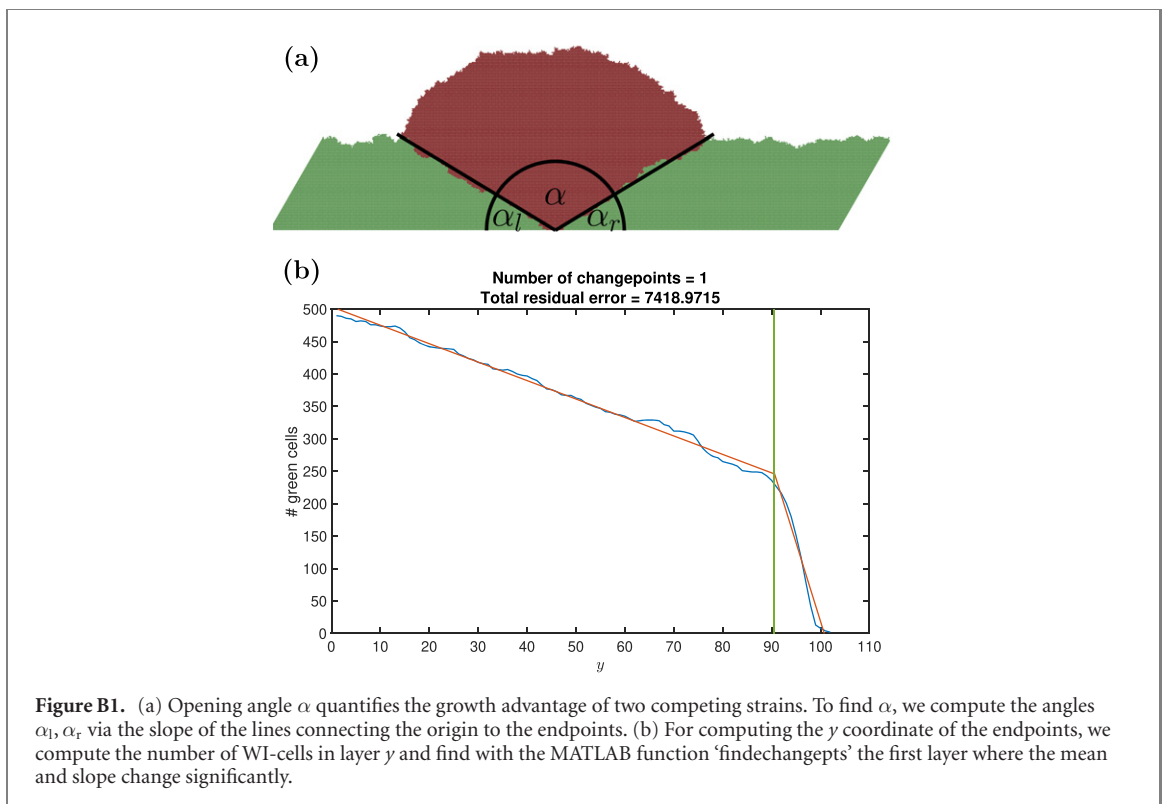 (a)
α
αl
αr
(b)
Number of changepoints = 1
Total residual error = 7418.9715
500
450
400
350
300
250
200
150
100
50
0
# green cells
0 10 20 30 40 50 60 70 80 90 100 110
y
Figure B1. (a) Opening angle α quantifies the growth advantage of two competing strains. To find α, we compute the angles
αl, αr via the slope of the lines connecting the origin to the endpoints. (b) For computing the y coordinate of the endpoints, we
compute the number of WI-cells in layer y and find with the MATLAB function ‘findechangepts’ the first layer where the mean
and slope change significantly.